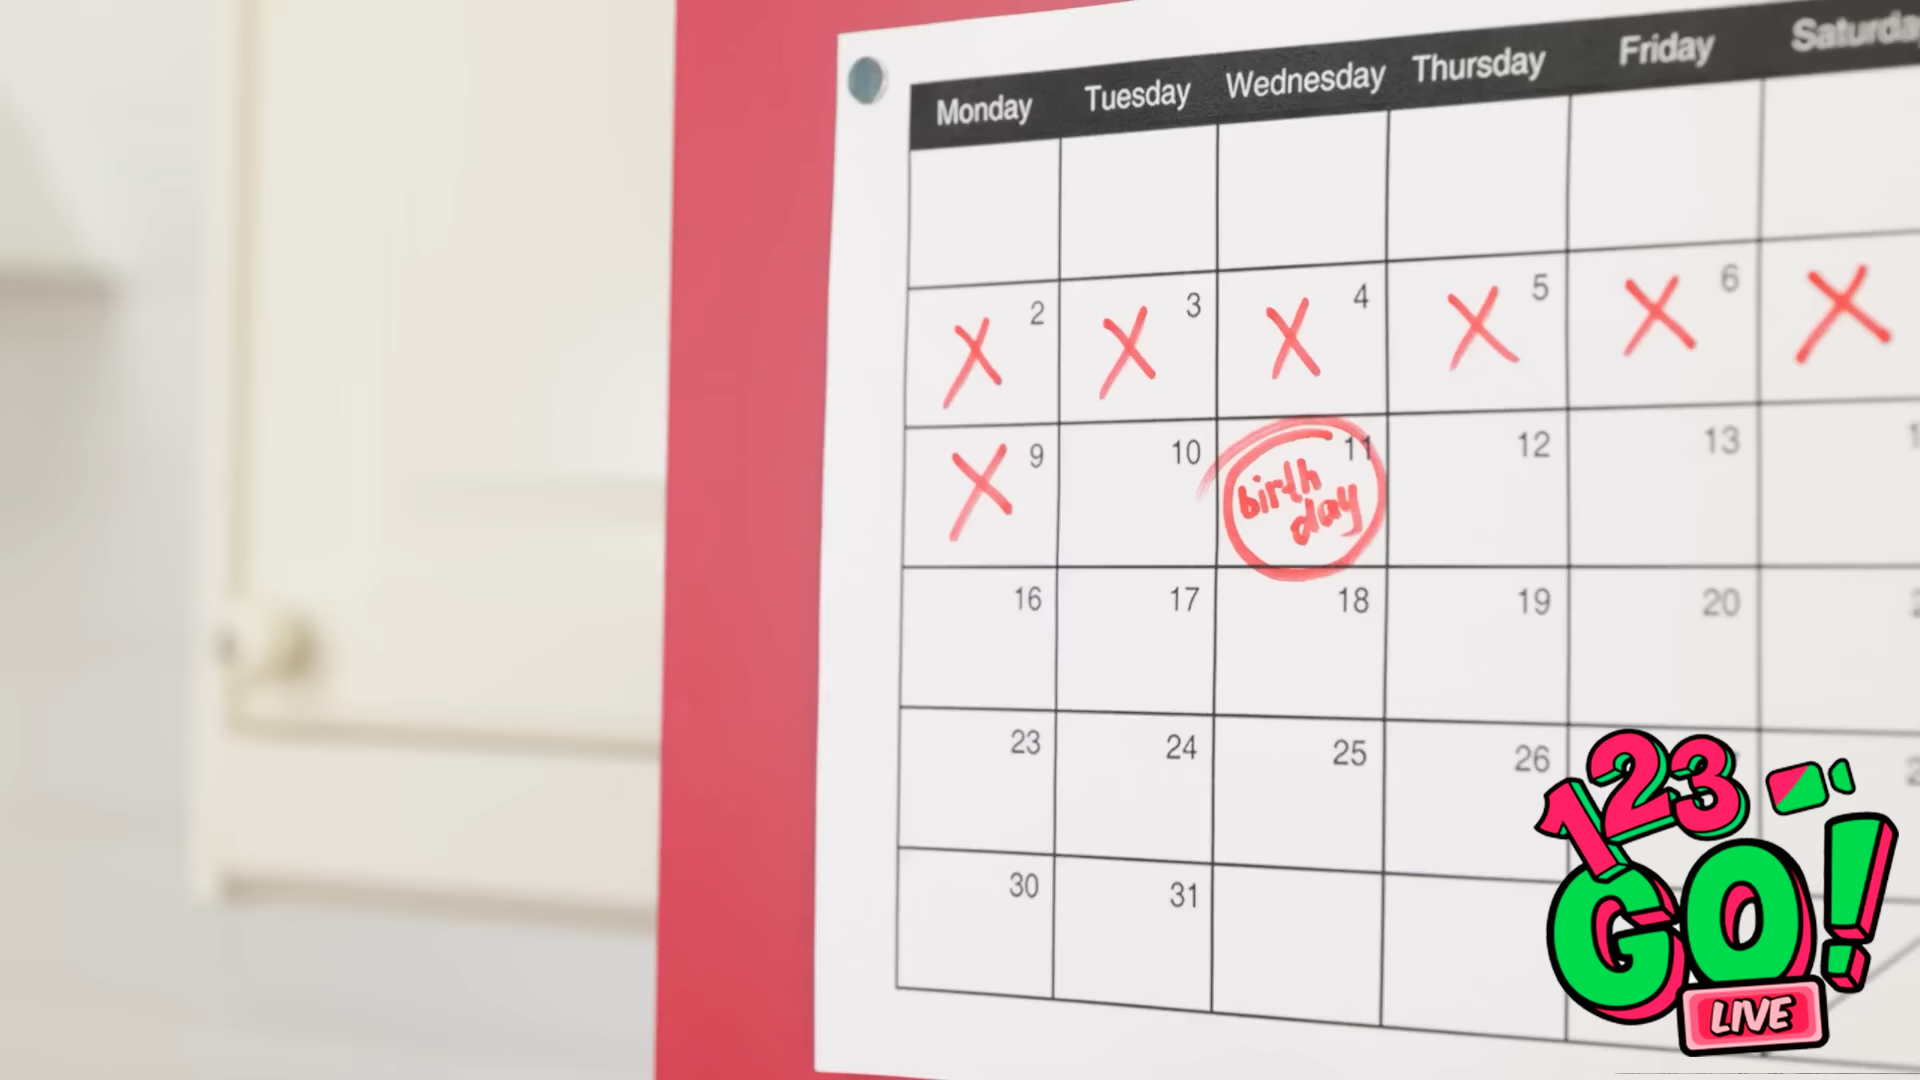 Monday Tuesday Wednesday Thursday Friday
2 3 4 5 6
9 10 11 12 13
birth
day
16 17 18 19 20
23 24 25 26
30 31
123
GO!
LIVE